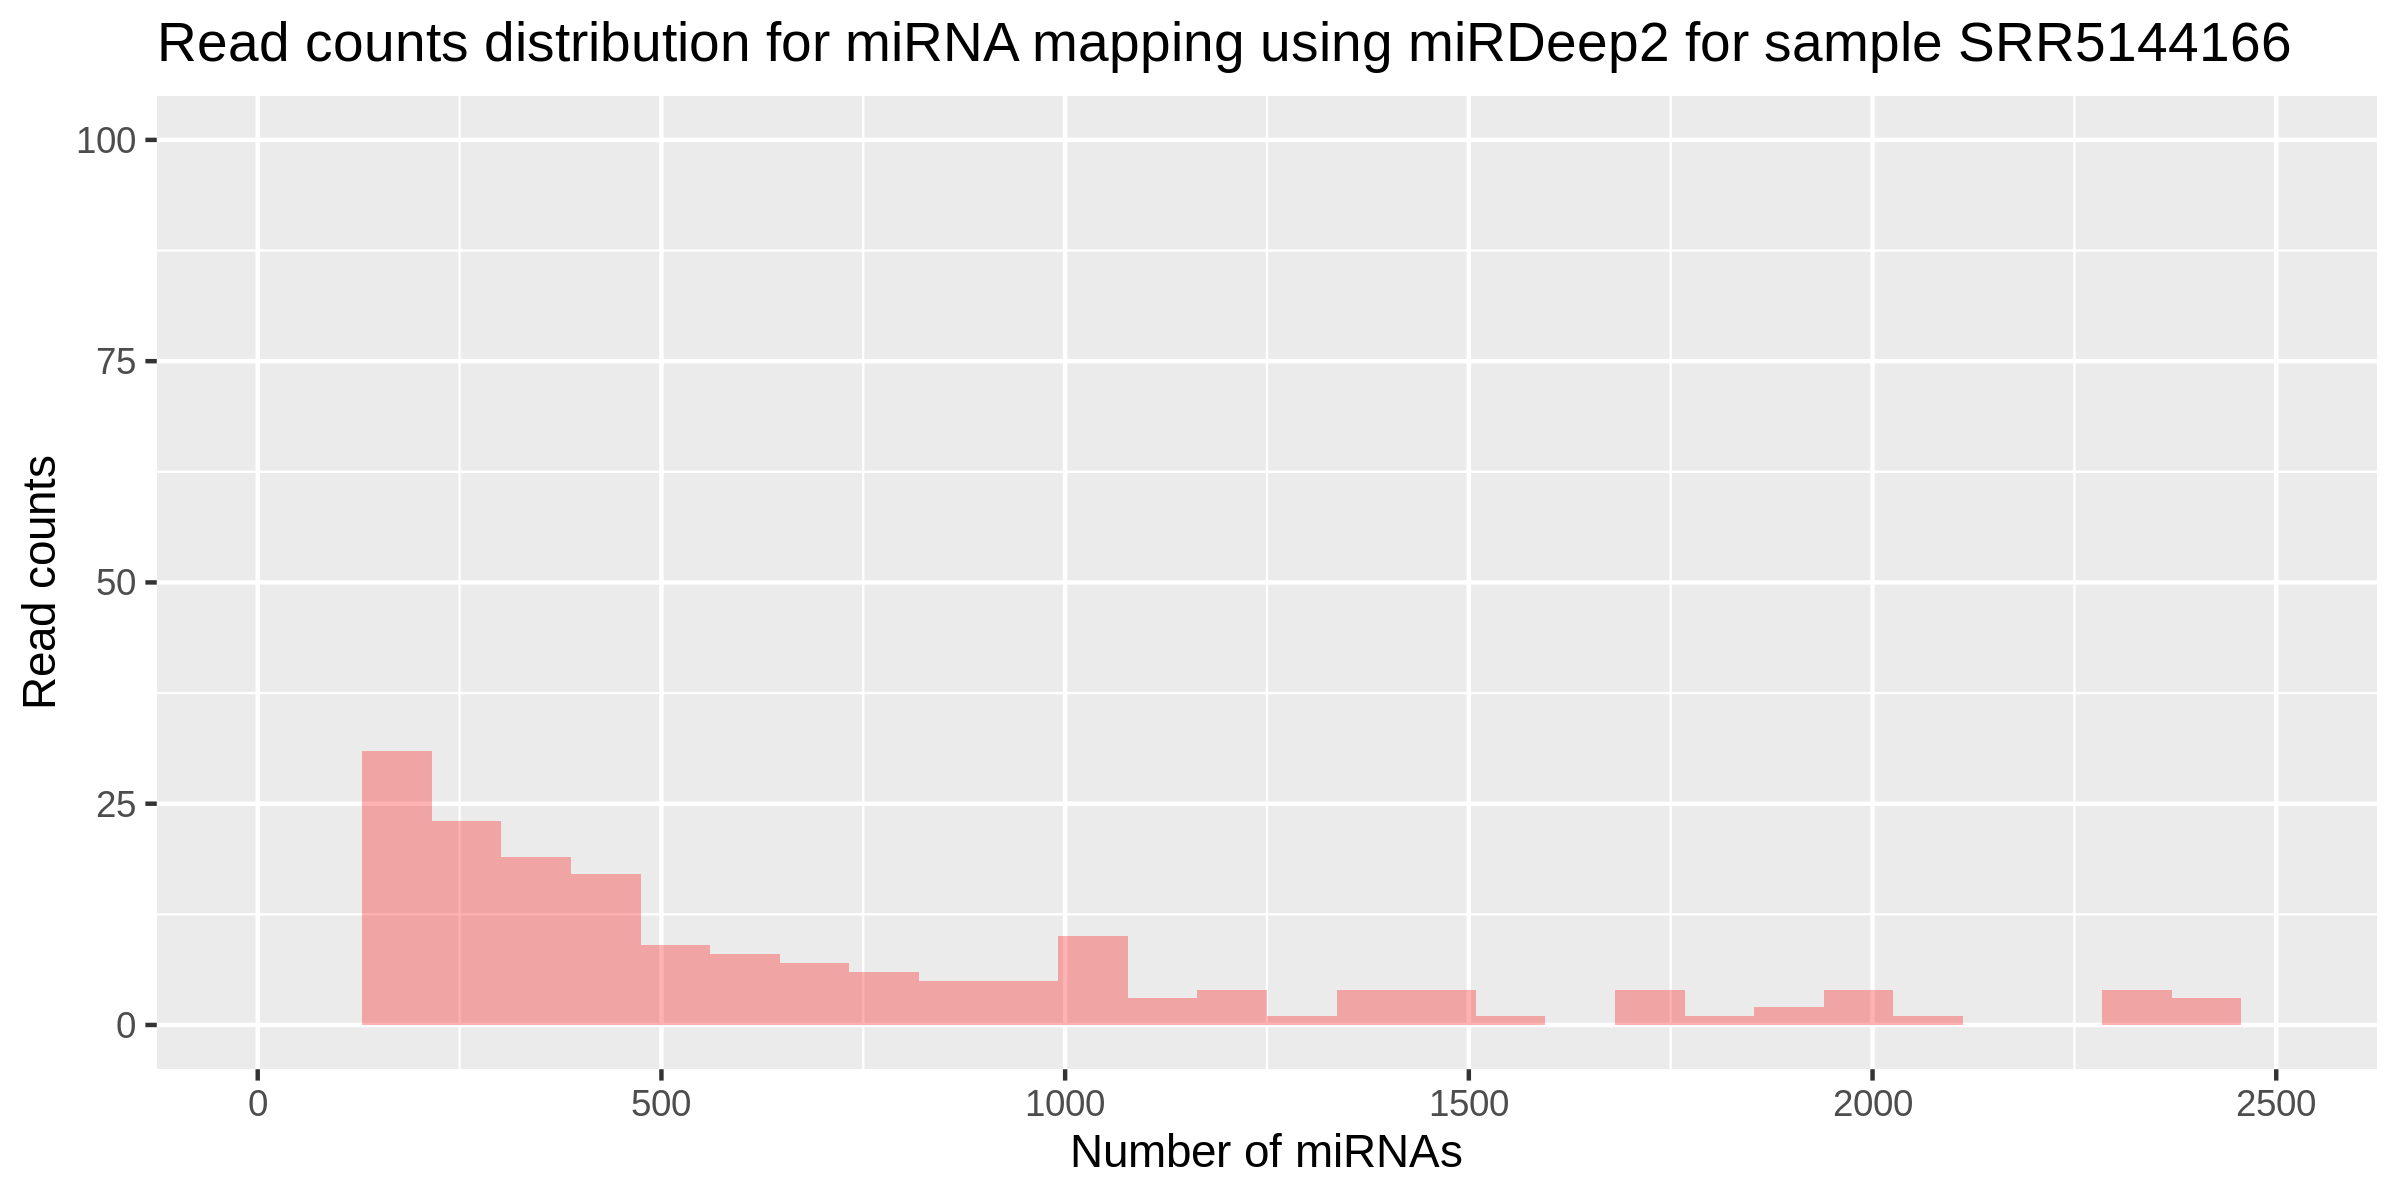 Read counts distribution for miRNA mapping using miRDeep2 for sample SRR5144166
100
75
50
25
0
Read counts
0 500 1000 1500 2000 2500
Number of miRNAs